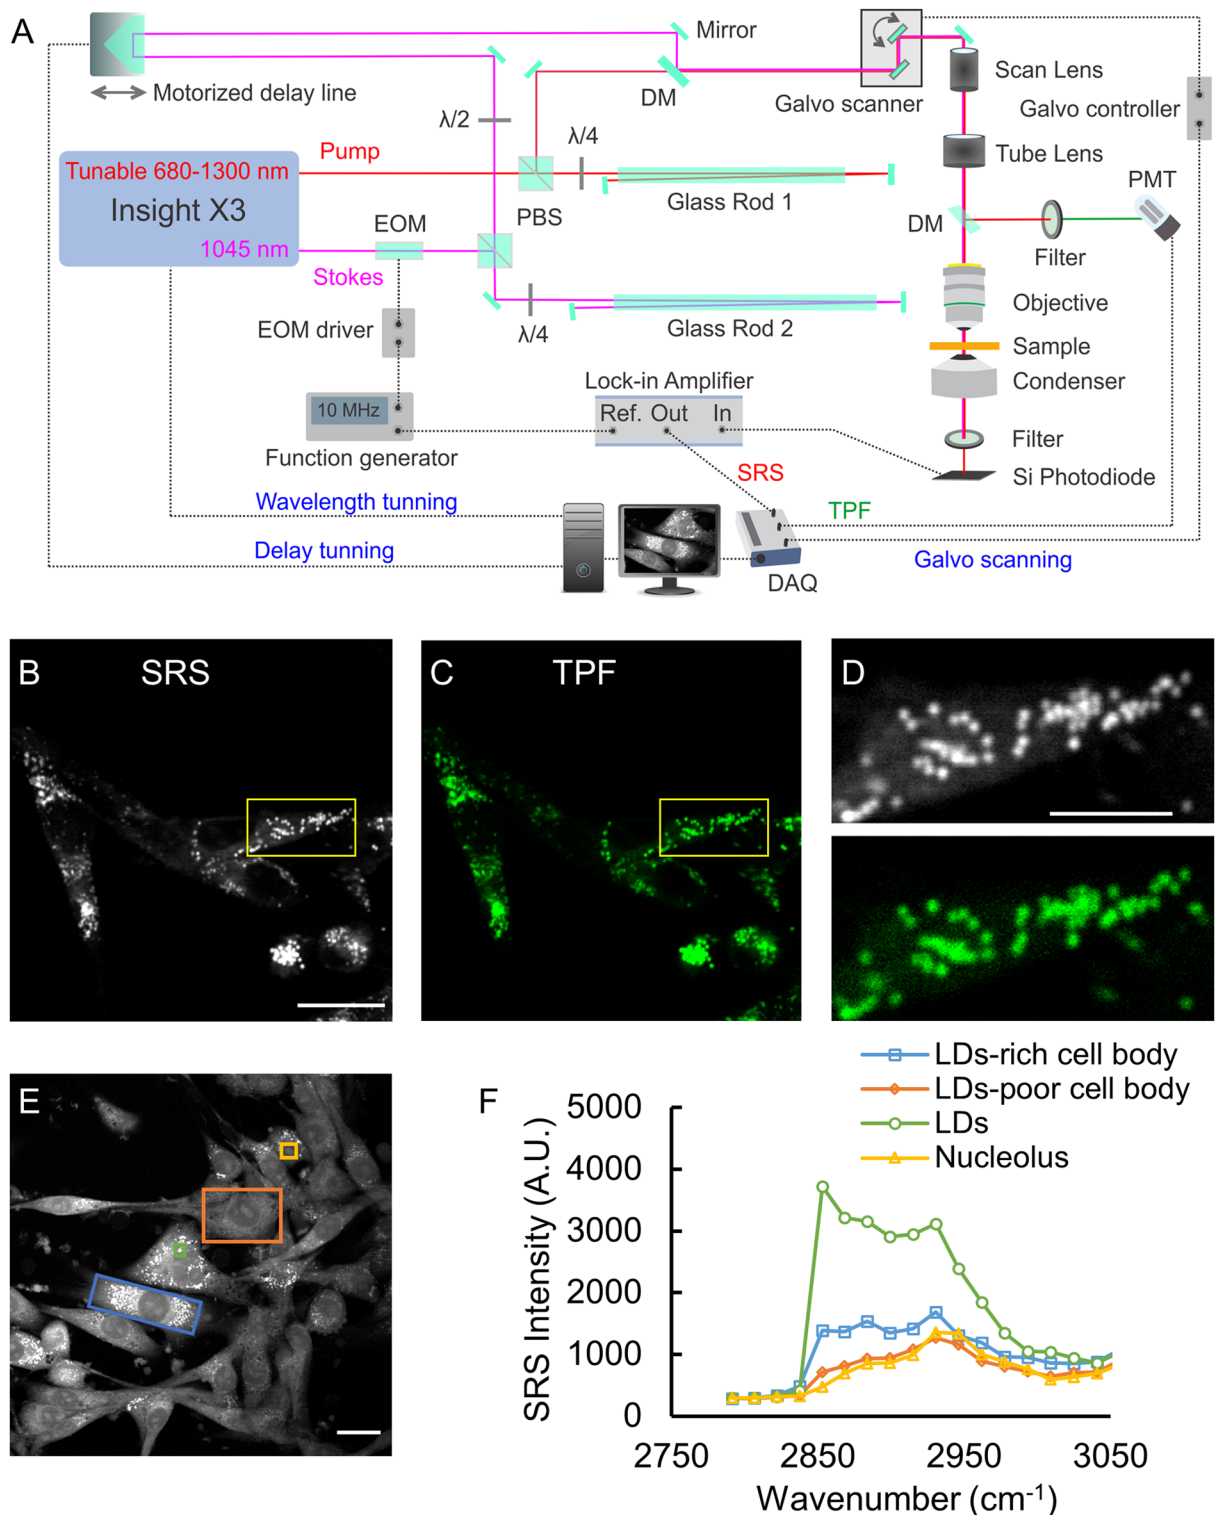 A
Mirror
Motorized delay line
λ/2
DM
Galvo scanner
Scan Lens
Galvo controller
λ/4
Tube Lens
Pump
Tunable 680-1300 nm
Insight X3
1045 nm
PBS
Glass Rod 1
PMT
DM
Filter
EOM
Stokes
EOM driver
λ/4
Glass Rod 2
Objective
Sample
Condenser
Lock-in Amplifier
Ref. Out In
10 MHz
Function generator
Filter
Si Photodiode
SRS
Wavelength tunning
TPF
Delay tunning
Galvo scanning
DAQ
B SRS
C TPF
D
E
F
LDs-rich cell body
LDs-poor cell body
LDs
Nucleolus
SRS Intensity (A.U.)
5000
4000
3000
2000
1000
0
2750 2850 2950 3050
Wavenumber (cm-1)